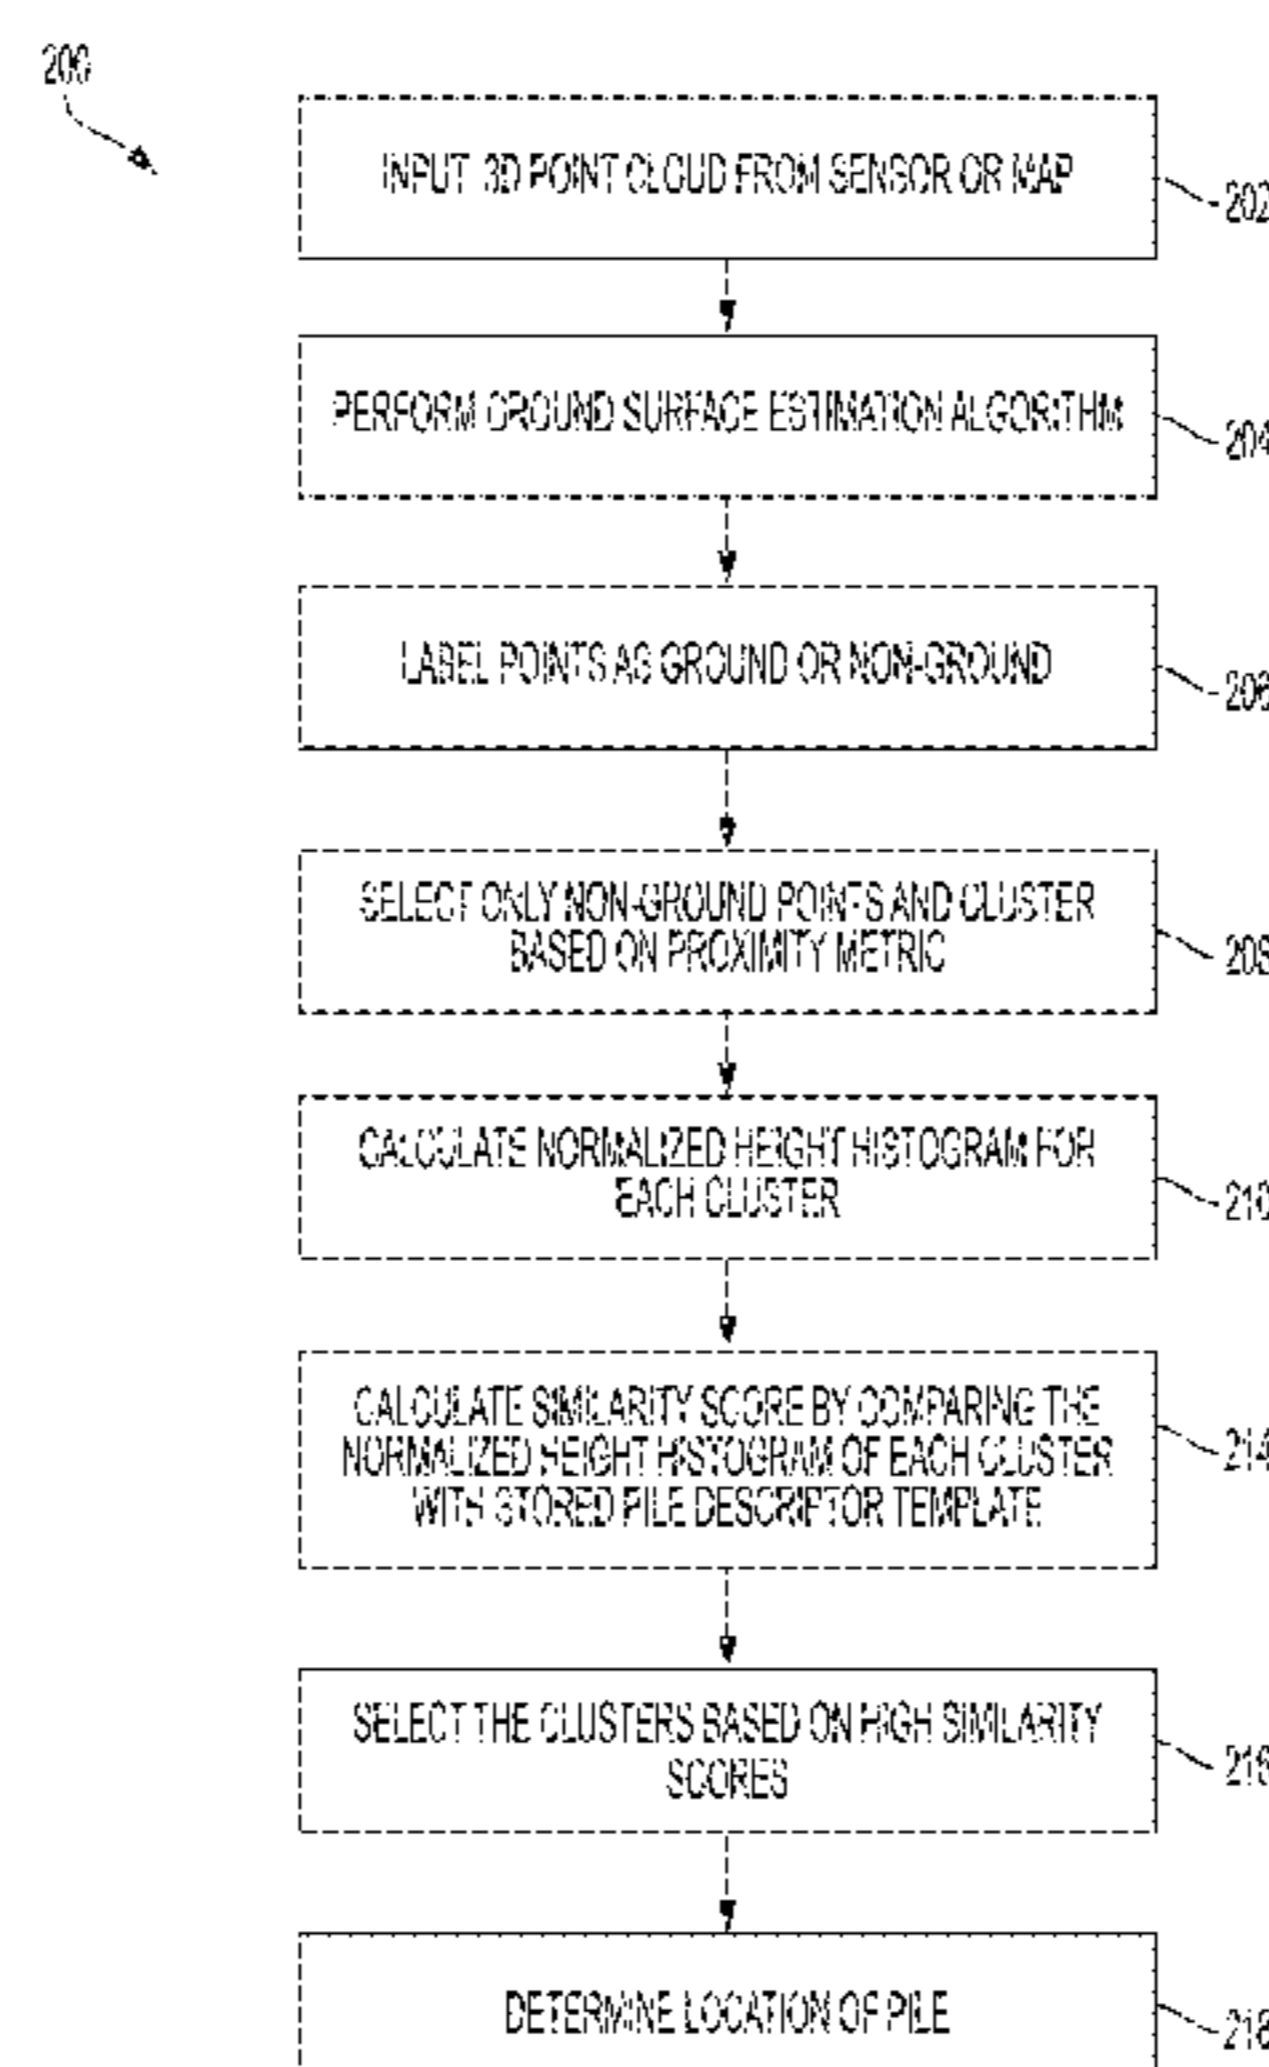 200
INPUT 3D POINT CLOUD FROM SENSOR OR MAP
202
PERFORM GROUND SURFACE ESTIMATION ALGORITHM
204
LABEL POINTS AS GROUND OR NON-GROUND
206
SELECT ONLY NON-GROUND POINTS AND CLUSTER
BASED ON PROXIMITY METRIC
208
CALCULATE NORMALIZED HEIGHT HISTOGRAM FOR
EACH CLUSTER
210
CALCULATE SIMILARITY SCORE BY COMPARING THE
NORMALIZED HEIGHT HISTOGRAM OF EACH CLUSTER
WITH STORED PILE DESCRIPTOR TEMPLATE
214
SELECT THE CLUSTERS BASED ON HIGH SIMILARITY
SCORES
216
DETERMINE LOCATION OF PILE
218